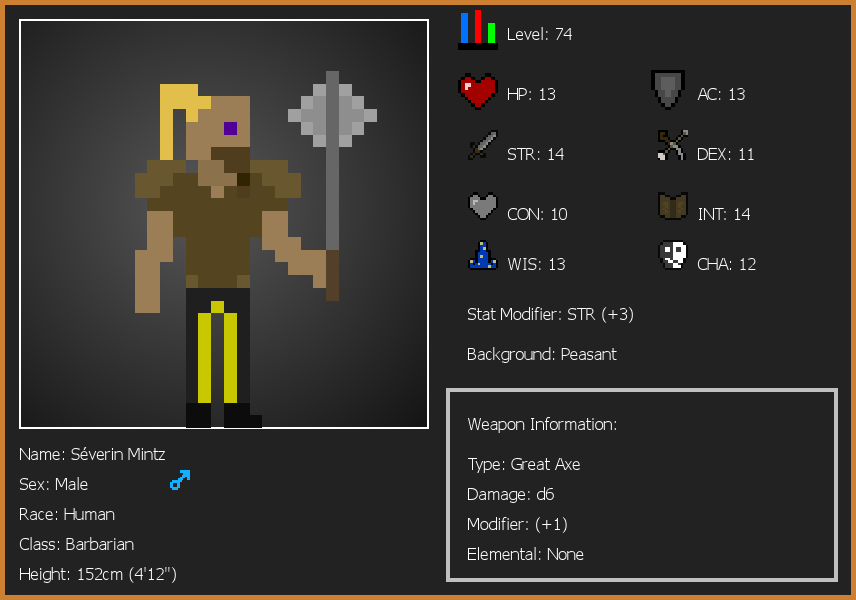 Level: 74
HP: 13
AC: 13
STR: 14
DEX: 11
CON: 10
INT: 14
WIS: 13
CHA: 12
Stat Modifier: STR (+3)
Background: Peasant
Weapon Information:
Type: Great Axe
Damage: d6
Modifier: (+1)
Elemental: None
Name: Séverin Mintz
Sex: Male
Race: Human
Class: Barbarian
Height: 152cm (4'12")